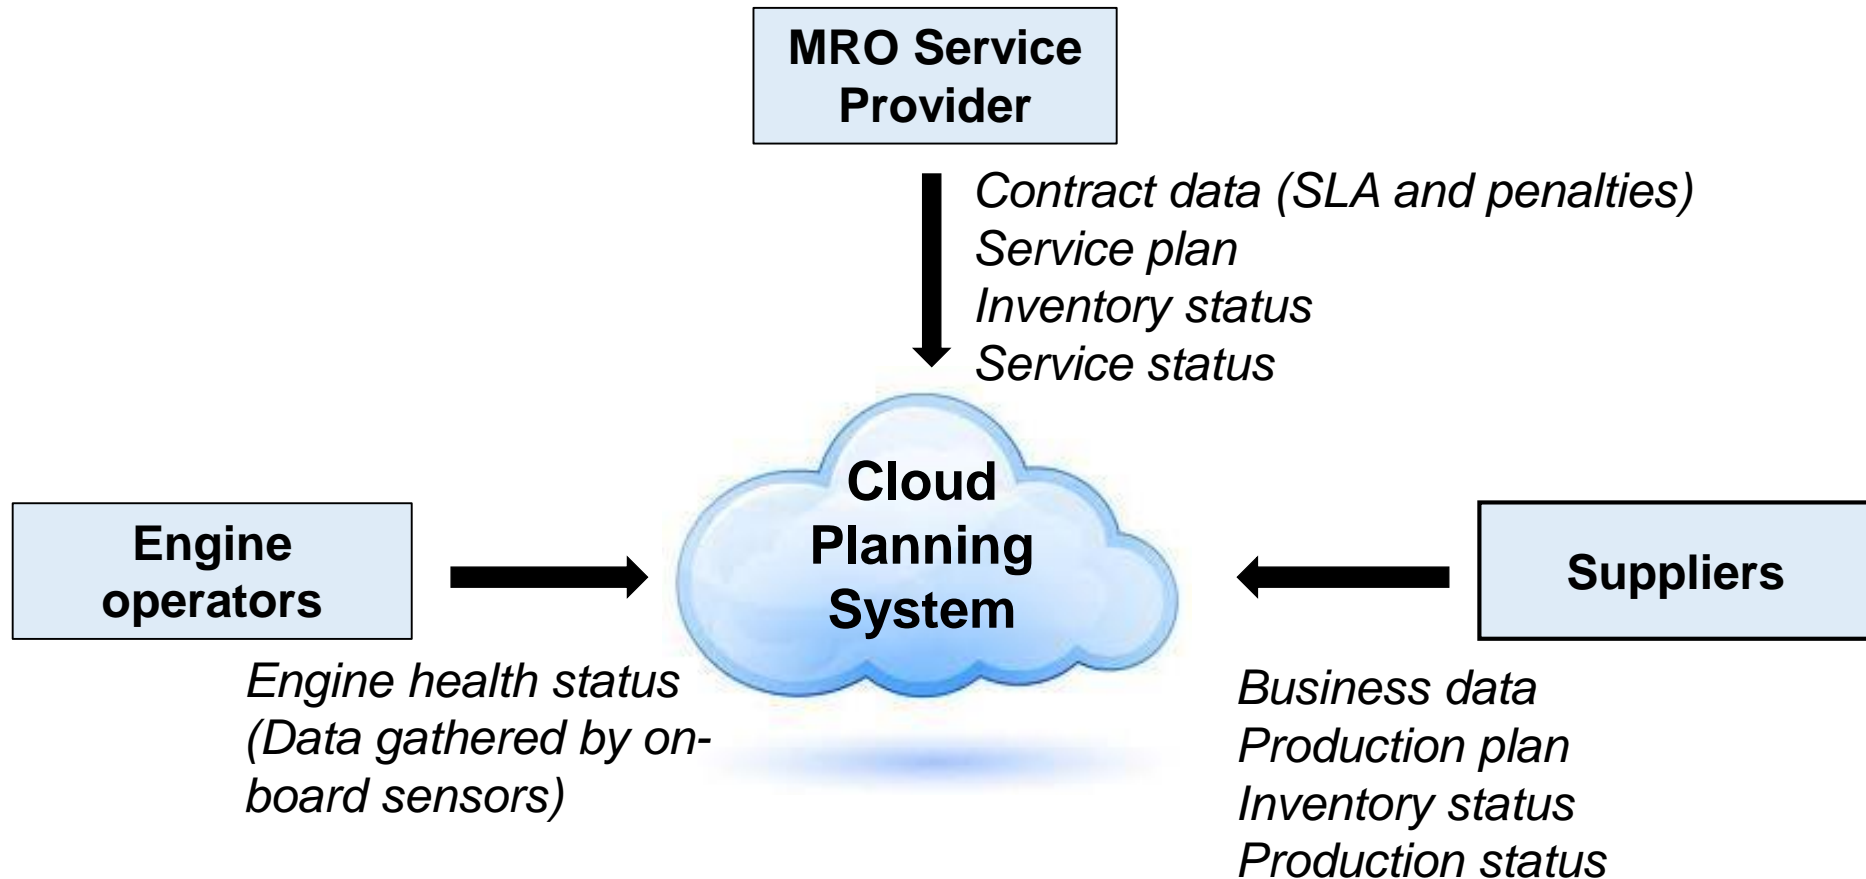 MRO Service
Provider
Contract data (SLA and penalties)
Service plan
Inventory status
Service status
Cloud
Planning
System
Engine
operators
Suppliers
Engine health status
(Data gathered by on-
board sensors)
Business data
Production plan
Inventory status
Production status